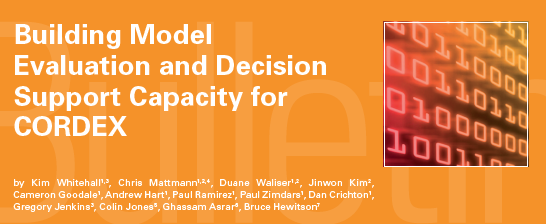 Building Model
Evaluation and Decision
Support Capacity for
CORDEX
by Kim Whitehall¹,³, Chris Mattmann¹,²,⁴, Duane Waliser¹,², Jinwon Kim²,
Cameron Goodale¹, Andrew Hart¹, Paul Ramirez¹, Paul Zimdars¹, Dan Crichton¹,
Gregory Jenkins³, Colin Jones⁵, Ghassam Asrar⁶, Bruce Hewitson⁷